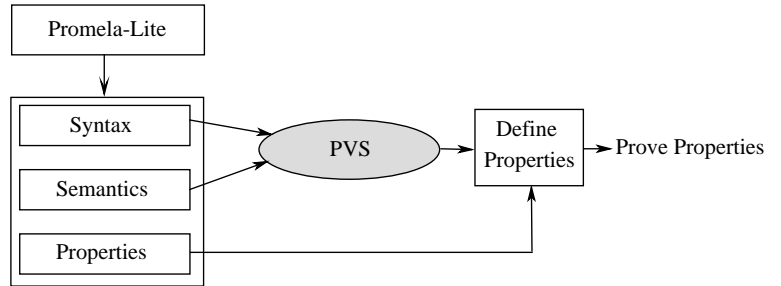 Promela-Lite
Syntax
Semantics
Properties
PVS
Define
Properties
Prove Properties